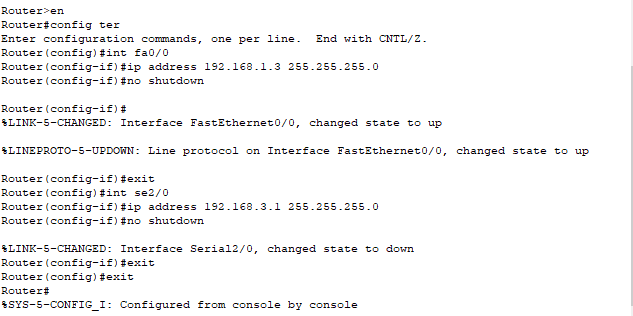 Router>en
Router#config ter
Enter configuration commands, one per line.  End with CNTL/Z.
Router(config)#int fa0/0
Router(config-if)#ip address 192.168.1.3 255.255.255.0
Router(config-if)#no shutdown
Router(config-if)#
%LINK-5-CHANGED: Interface FastEthernet0/0, changed state to up
%LINEPROTO-5-UPDOWN: Line protocol on Interface FastEthernet0/0, changed state to up
Router(config-if)#exit
Router(config)#int se2/0
Router(config-if)#ip address 192.168.3.1 255.255.255.0
Router(config-if)#no shutdown
%LINK-5-CHANGED: Interface Serial2/0, changed state to down
Router(config-if)#exit
Router(config)#exit
Router#
%SYS-5-CONFIG_I: Configured from console by console